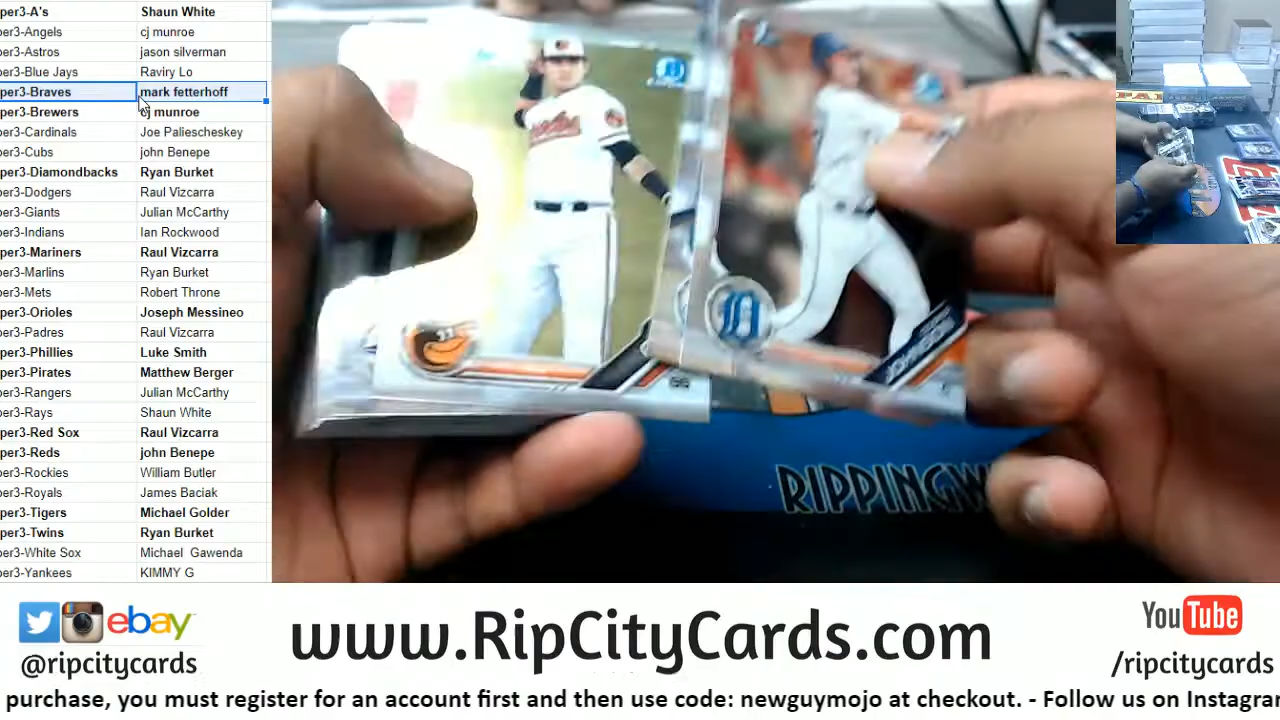 per3-A's Shaun White
per3-Angels cj munroe
per3-Astros jason silverman
per3-Blue Jays Raviry Lo
per3-Braves mark fetterhoff
per3-Brewers cj munroe
per3-Cardinals Joe Paliescheskey
per3-Cubs john Benepe
per3-Diamondbacks Ryan Burket
per3-Dodgers Raul Vizcarra
per3-Giants Julian McCarthy
per3-Indians Ian Rockwood
per3-Mariners Raul Vizcarra
per3-Marlins Ryan Burket
per3-Mets Robert Throne
per3-Orioles Joseph Messineo
per3-Padres Raul Vizcarra
per3-Phillies Luke Smith
per3-Pirates Matthew Berger
per3-Rangers Julian McCarthy
per3-Rays Shaun White
per3-Red Sox Raul Vizcarra
per3-Reds john Benepe
per3-Rockies William Butler
per3-Royals James Baciak
per3-Tigers Michael Golder
per3-Twins Ryan Burket
per3-White Sox Michael Gawenda
per3-Yankees KIMMY G
JOHNSON
RIPPINGW
ebay
@ripcitycards
www.RipCityCards.com
YouTube
/ripcitycards
purchase, you must register for an account first and then use code: newguymojo at checkout. - Follow us on Instagra